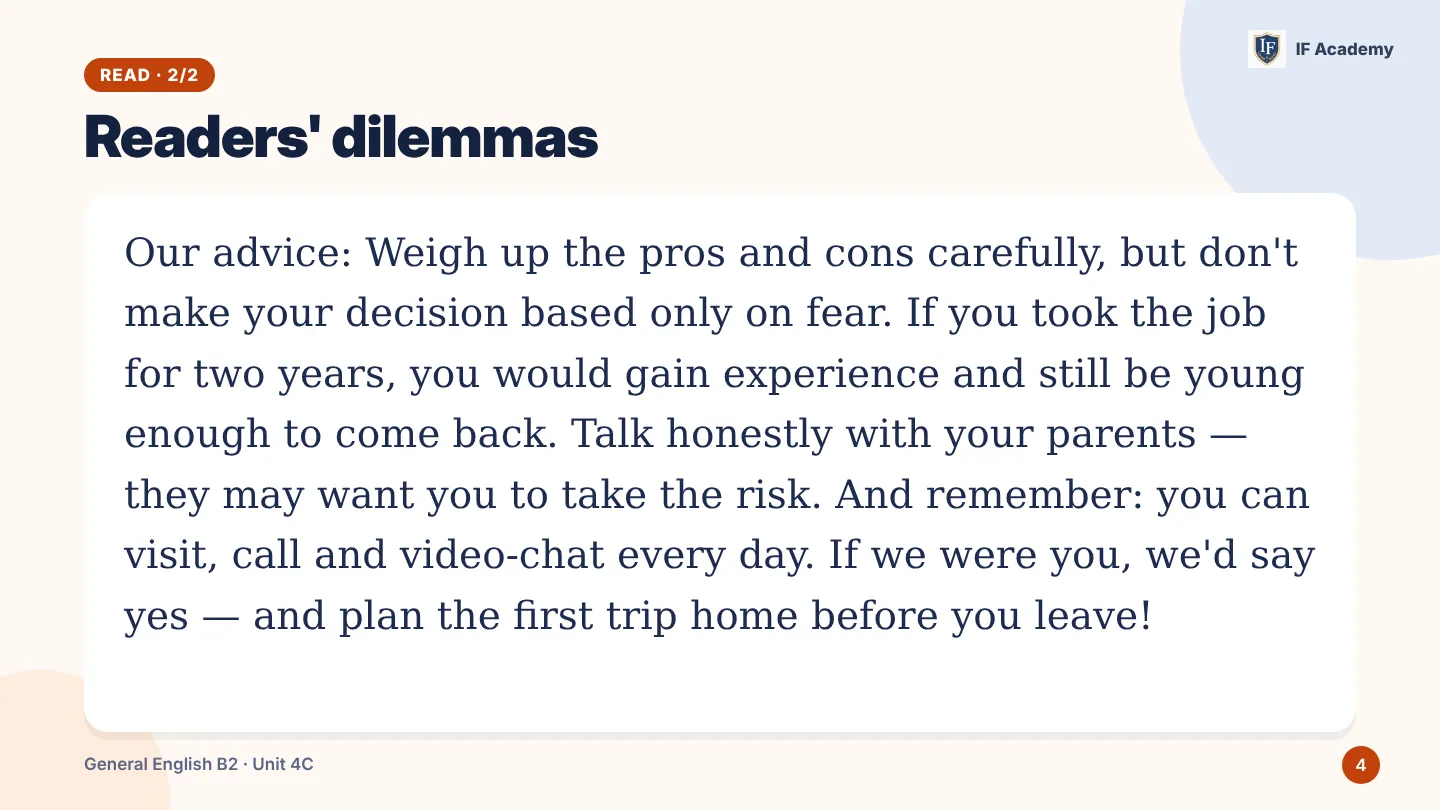 IF Academy
READ · 2/2
Readers' dilemmas
Our advice: Weigh up the pros and cons carefully, but don't
make your decision based only on fear. If you took the job
for two years, you would gain experience and still be young
enough to come back. Talk honestly with your parents —
they may want you to take the risk. And remember: you can
visit, call and video-chat every day. If we were you, we'd say
yes — and plan the first trip home before you leave!
General English B2 · Unit 4C
4